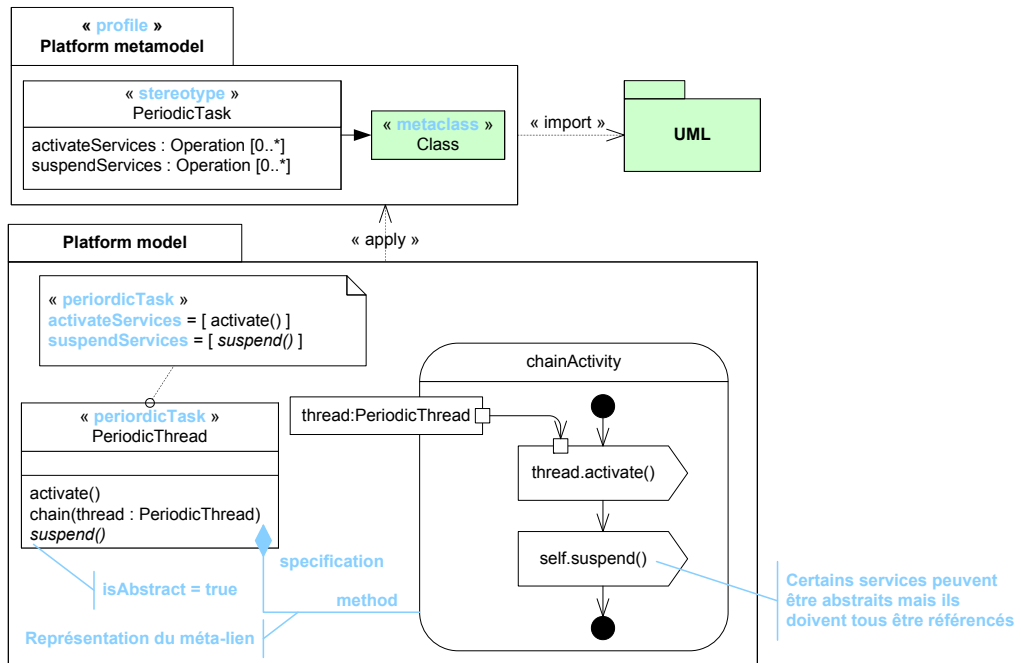 « profile »
Platform metamodel
« stereotype »
PeriodicTask
activateServices : Operation [0..*]
suspendServices : Operation [0..*]
« metaclass »
Class
« import »
UML
« apply »
Platform model
« periordicTask »
activateServices = [ activate() ]
suspendServices = [ suspend() ]
« periordicTask »
PeriodicThread
activate()
chain(thread : PeriodicThread)
suspend()
isAbstract = true
specification
method
Représentation du méta-lien
chainActivity
thread:PeriodicThread
thread.activate()
self.suspend()
Certains services peuvent
être abstraits mais ils
doivent tous être référencés